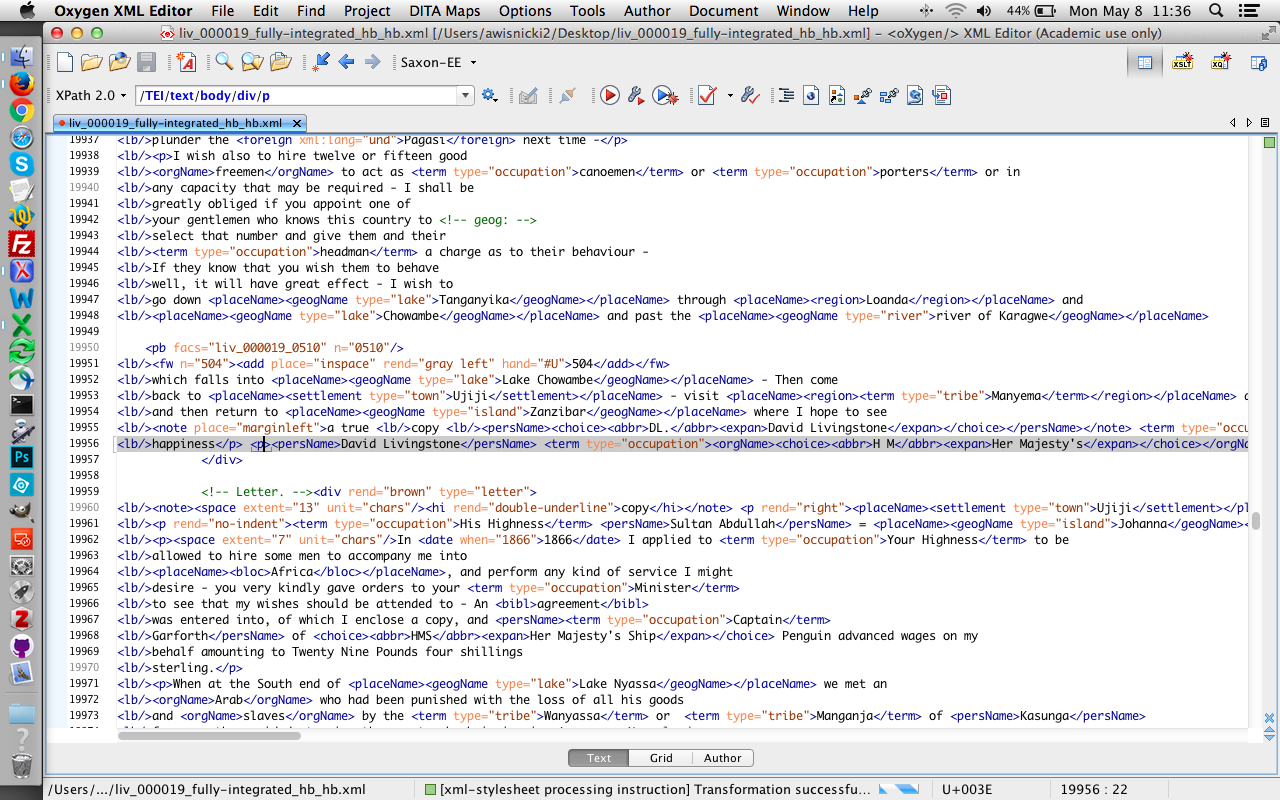 Oxygen XML Editor File Edit Find Project DITA Maps Options Tools Author Document Window Help 44% Mon May 8 11:36
liv_000019_fully-integrated_hb_hb.xml [/Users/awisnicki2/Desktop/liv_000019_fully-integrated_hb_hb.xml] - <oXygen/> XML Editor (Academic use only)
Saxon-EE
XPath 2.0 /TEI/text/body/div/p
liv_000019_fully-integrated_hb_hb.xml
19937 <lb/>plunder the <foreign xml:lang="und">Pagasi</foreign> next time -</p>
19938 <lb/><p>I wish also to hire twelve or fifteen good
19939 <lb/><orgName>freemen</orgName> to act as <term type="occupation">canoemen</term> or <term type="occupation">porters</term> or in
19940 <lb/>any capacity that may be required - I shall be
19941 <lb/>greatly obliged if you appoint one of
19942 <lb/>your gentlemen who knows this country to <!-- geog: -->
19943 <lb/>select that number and give them and their
19944 <lb/><term type="occupation">headman</term> a charge as to their behaviour -
19945 <lb/>If they know that you wish them to behave
19946 <lb/>well, it will have great effect - I wish to
19947 <lb/>go down <placeName><geogName type="lake">Tanganyika</geogName></placeName> through <placeName><region>Loanda</region></placeName> and
19948 <lb/><placeName><geogName type="lake">Chowambe</geogName></placeName> and past the <placeName><geogName type="river">river of Karagwe</geogName></placeName>
19949
19950 <pb facs="liv_000019_0510" n="0510"/>
19951 <lb/><fw n="504"><add place="inspace" rend="gray left" hand="#U">504</add></fw>
19952 <lb/>which falls into <placeName><geogName type="lake">Lake Chowambe</geogName></placeName> - Then come
19953 <lb/>back to <placeName><settlement type="town">Ujiji</settlement></placeName> - visit <placeName><region><term type="tribe">Manyema</term></region></placeName> a
19954 <lb/>and then return to <placeName><geogName type="island">Zanzibar</geogName></placeName> where I hope to see
19955 <lb/><note place="marginleft">a true <lb/>copy <lb/><persName><choice><abbr>DL.</abbr><expan>David Livingstone</expan></choice></persName></note> <term type="occu
19956 <lb/>happiness</p> <p><persName>David Livingstone</persName> <term type="occupation"><orgName><choice><abbr>H M</abbr><expan>Her Majesty's</expan></choice></orgNa
19957 </div>
19958
19959 <!-- Letter. --><div rend="brown" type="letter">
19960 <lb/><note><space extent="13" unit="chars"/><hi rend="double-underline">copy</hi></note> <p rend="right"><placeName><settlement type="town">Ujiji</settlement></pl
19961 <lb/><p rend="no-indent"><term type="occupation">His Highness</term> <persName>Sultan Abdullah</persName> = <placeName><geogName type="island">Johanna</geogName><
19962 <lb/><p><space extent="7" unit="chars"/>In <date when="1866">1866</date> I applied to <term type="occupation">Your Highness</term> to be
19963 <lb/>allowed to hire some men to accompany me into
19964 <lb/><placeName><bloc>Africa</bloc></placeName>, and perform any kind of service I might
19965 <lb/>desire - you very kindly gave orders to your <term type="occupation">Minister</term>
19966 <lb/>to see that my wishes should be attended to - An <bibl>agreement</bibl>
19967 <lb/>was entered into, of which I enclose a copy, and <persName><term type="occupation">Captain</term>
19968 <lb/>Garforth</persName> of <choice><abbr>HMS</abbr><expan>Her Majesty's Ship</expan></choice> Penguin advanced wages on my
19969 <lb/>behalf amounting to Twenty Nine Pounds four shillings
19970 <lb/>sterling.</p>
19971 <lb/><p>When at the South end of <placeName><geogName type="lake">Lake Nyassa</geogName></placeName> we met an
19972 <lb/><orgName>Arab</orgName> who had been punished with the loss of all his goods
19973 <lb/>and <orgName>slaves</orgName> by the <term type="tribe">Wanyassa</term> or <term type="tribe">Manganja</term> of <persName>Kasunga</persName>
Text Grid Author
/Users/.../liv_000019_fully-integrated_hb_hb.xml [xml-stylesheet processing instruction] Transformation successfu... U+003E 19956 : 22